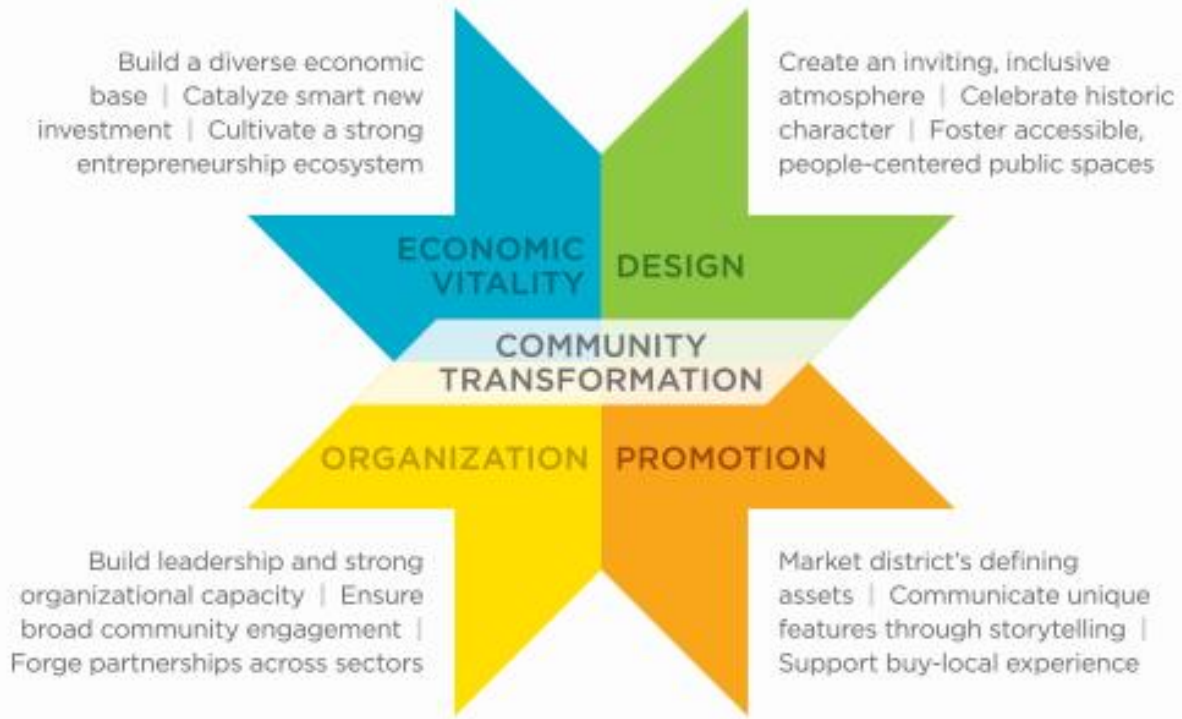 Build a diverse economic
base | Catalyze smart new
investment | Cultivate a strong
entrepreneurship ecosystem
Create an inviting, inclusive
atmosphere | Celebrate historic
character | Foster accessible,
people-centered public spaces
ECONOMIC
VITALITY
DESIGN
COMMUNITY
TRANSFORMATION
ORGANIZATION
PROMOTION
Build leadership and strong
organizational capacity | Ensure
broad community engagement |
Forge partnerships across sectors
Market district's defining
assets | Communicate unique
features through storytelling |
Support buy-local experience